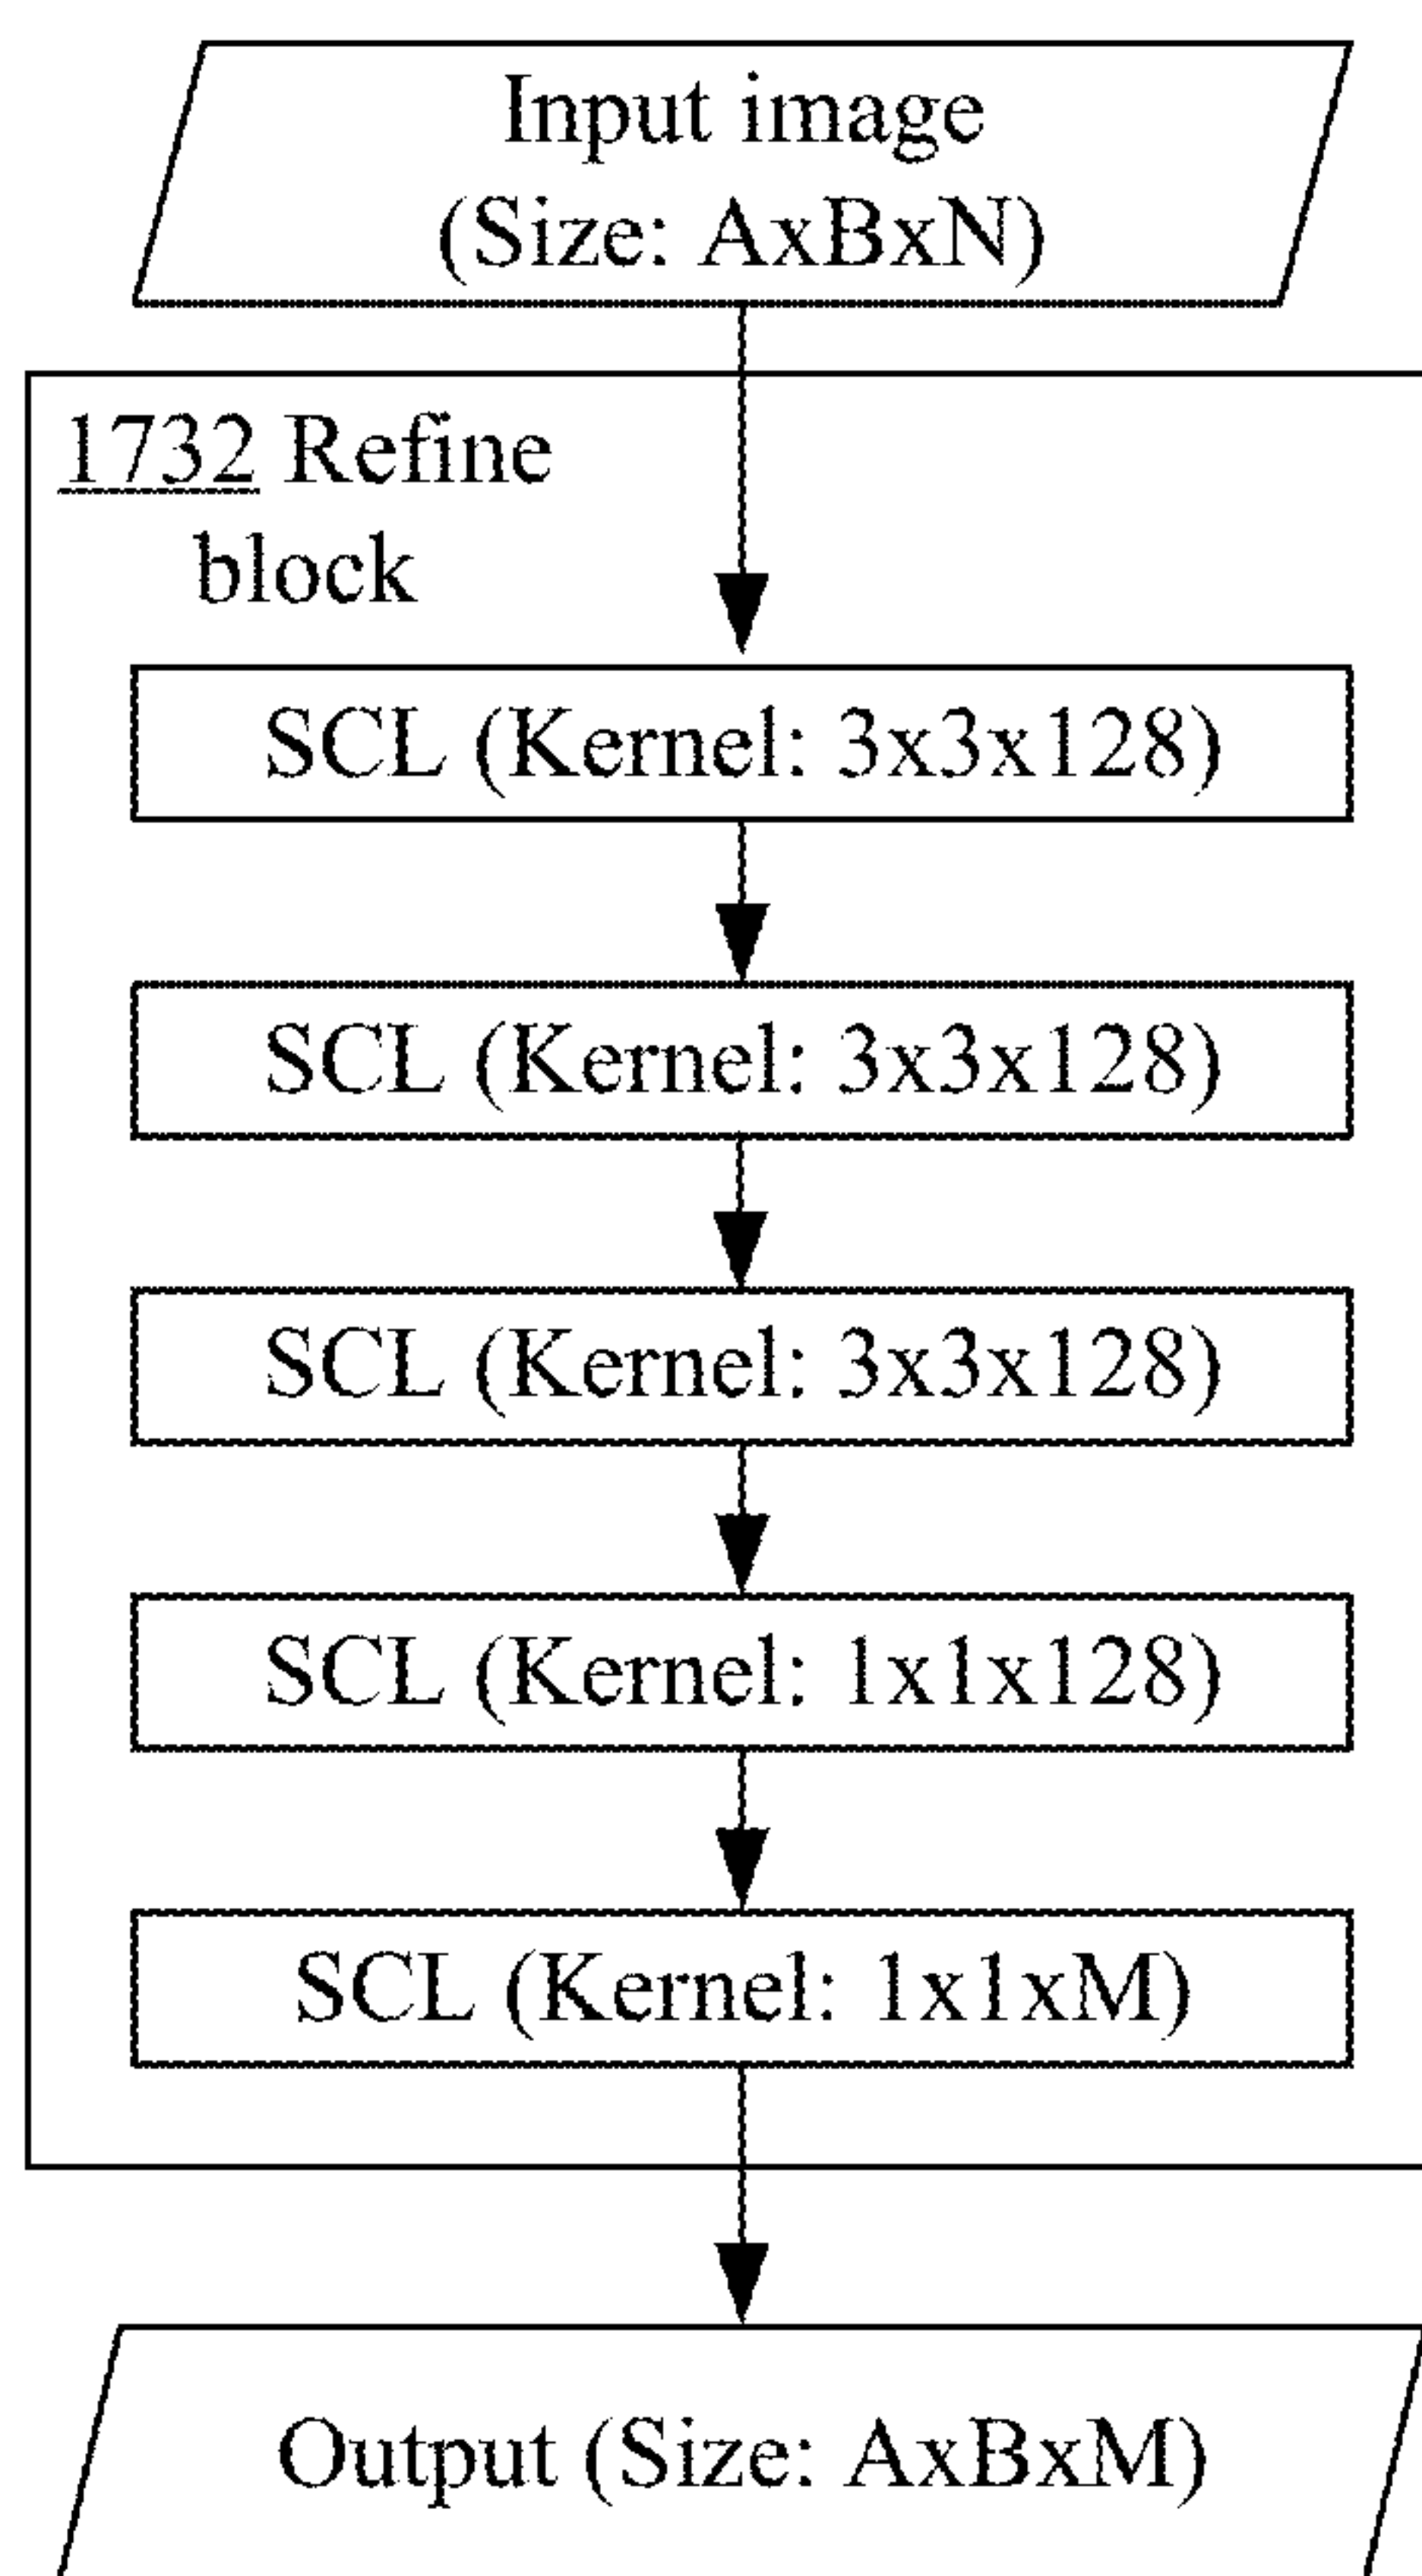 Input image
(Size: AxBxN)
1732 Refine
block
SCL (Kernel: 3x3x128)
SCL (Kernel: 3x3x128)
SCL (Kernel: 3x3x128)
SCL (Kernel: 1x1x128)
SCL (Kernel: 1x1xM)
Output (Size: AxBxM)